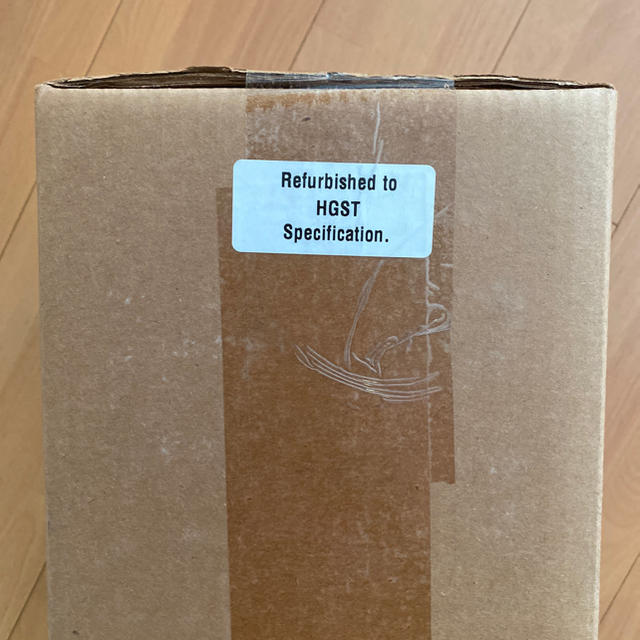 Refurbished to
HGST
Specification.